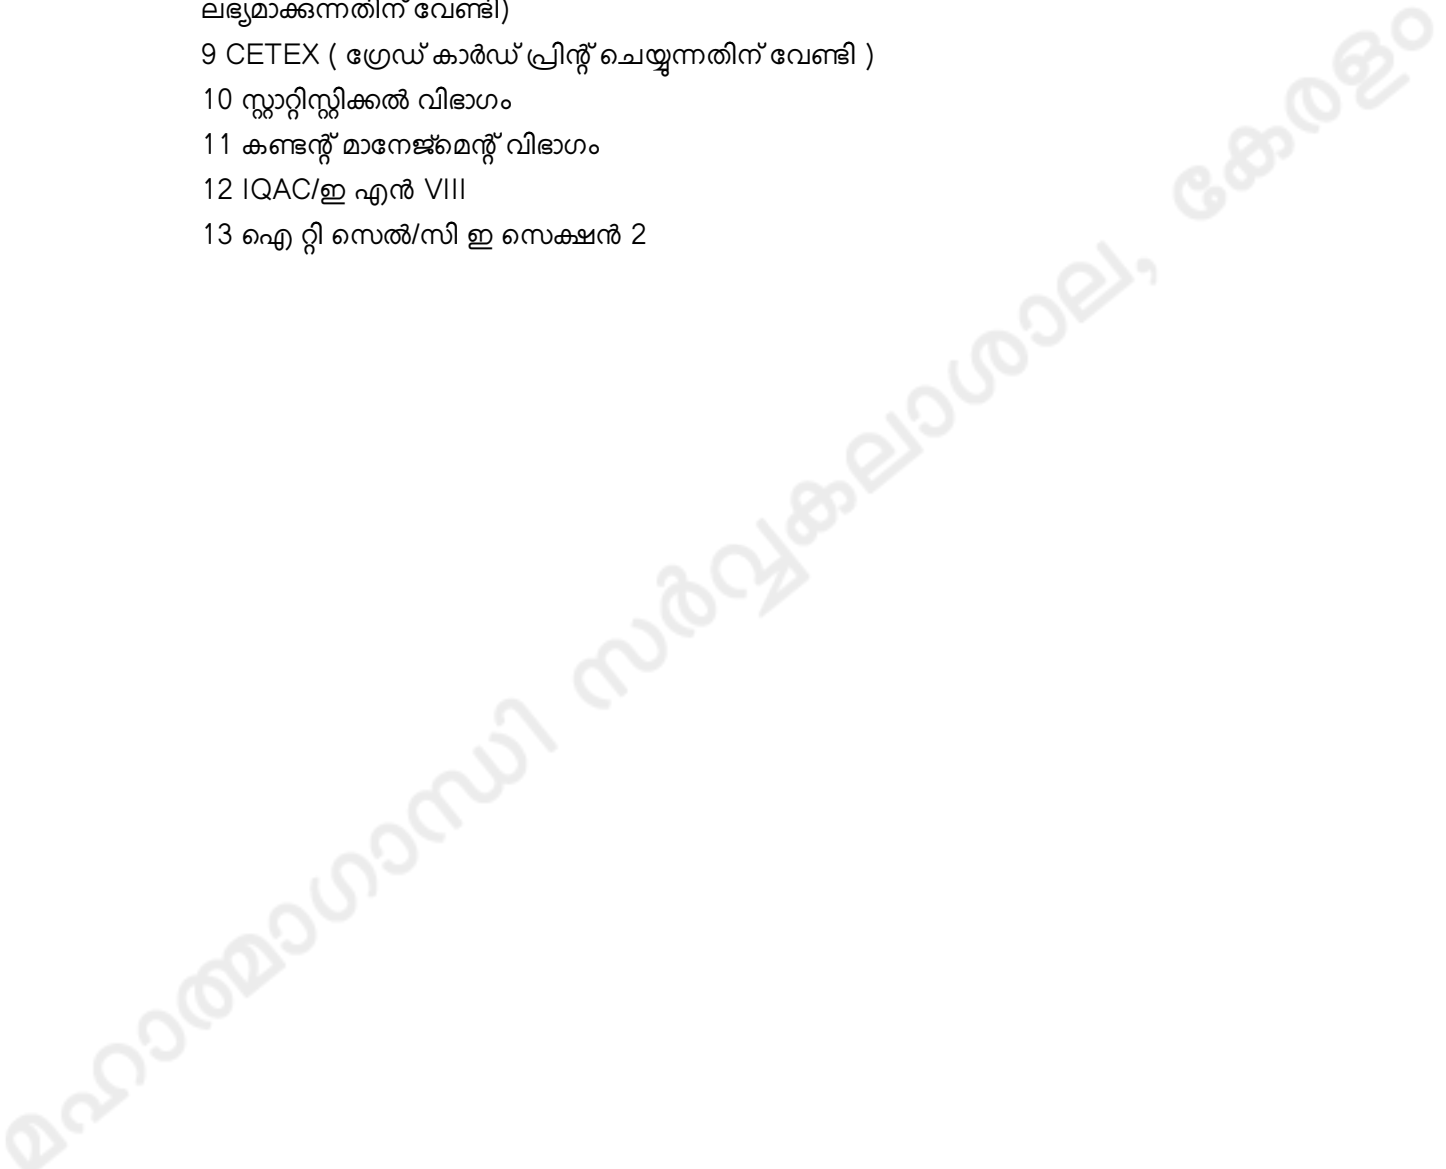 ലഭ്യമാക്കുന്നതിന് വേണ്ടി)
9 CETEX ( ഗ്രേഡ് കാർഡ് പ്രിന്റ് ചെയ്യുന്നതിന് വേണ്ടി )
10 സ്റ്റാറ്റിസ്റ്റിക്കൽ വിഭാഗം
11 കണ്ടന്റ് മാനേജ്മെന്റ് വിഭാഗം
12 IQAC/ഇ എൻ VIII
13 ഐ റ്റി സെൽ/സി ഇ സെക്ഷൻ 2
മഹാത്മാഗാന്ധി സർവ്വകലാശാല, കേരളം